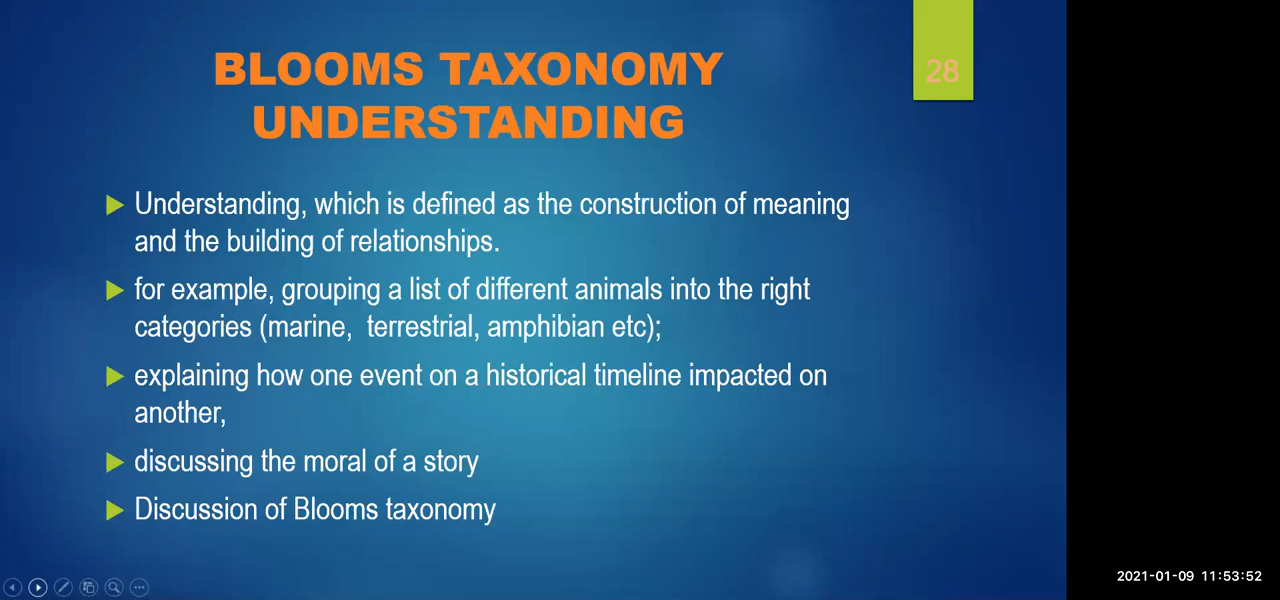 BLOOMS TAXONOMY
UNDERSTANDING
28
Understanding, which is defined as the construction of meaning
and the building of relationships.
for example, grouping a list of different animals into the right
categories (marine,  terrestrial, amphibian etc);
explaining how one event on a historical timeline impacted on
another,
discussing the moral of a story
Discussion of Blooms taxonomy
2021-01-09 11:53:52